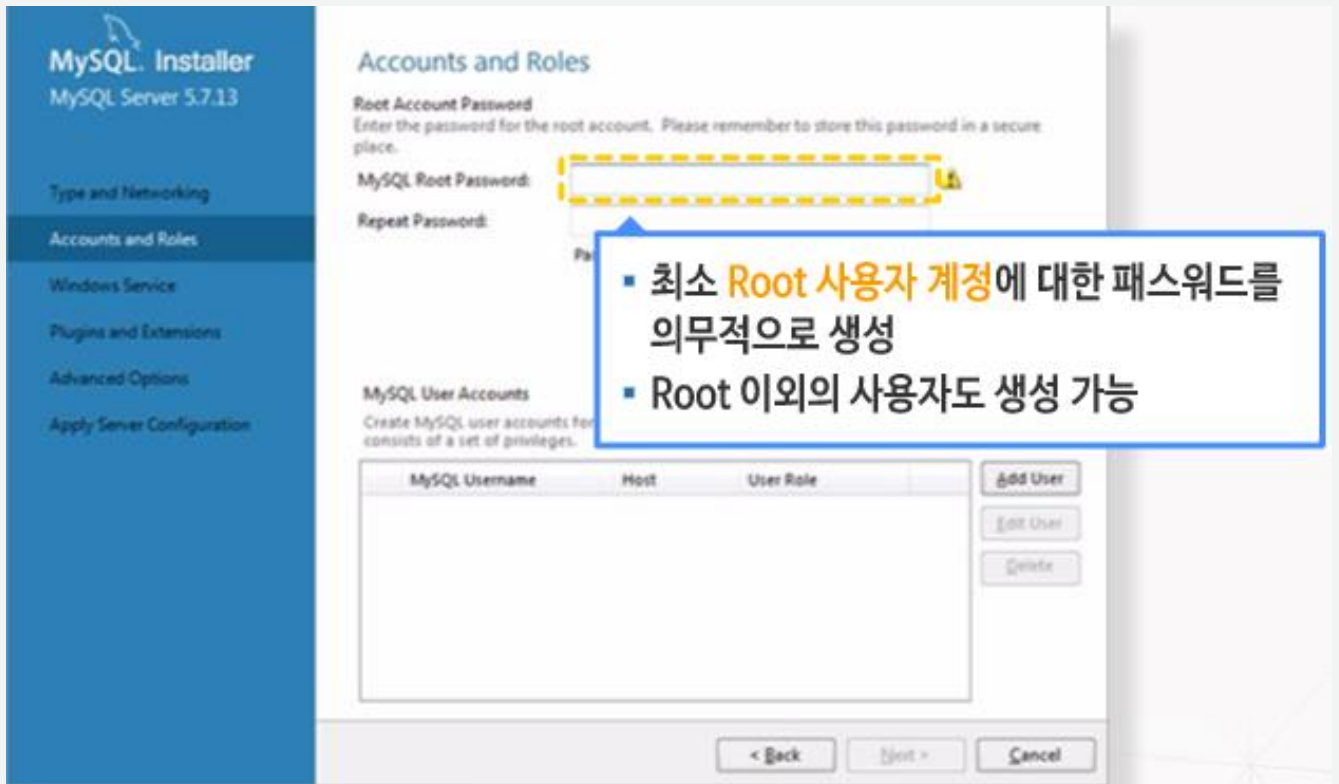 MySQL. Installer
MySQL Server 5.7.13
Type and Networking
Accounts and Roles
Windows Service
Plugins and Extensions
Advanced Options
Apply Server Configuration
Accounts and Roles
Root Account Password
Enter the password for the root account. Please remember to store this password in a secure
place.
MySQL Root Password:
Repeat Password:
▪ 최소 Root 사용자 계정에 대한 패스워드를
의무적으로 생성
▪ Root 이외의 사용자도 생성 가능
MySQL User Accounts
Create MySQL user accounts for
consists of a set of privileges.
MySQL Username Host User Role
Add User
Edit User
Delete
< Back Next > Cancel